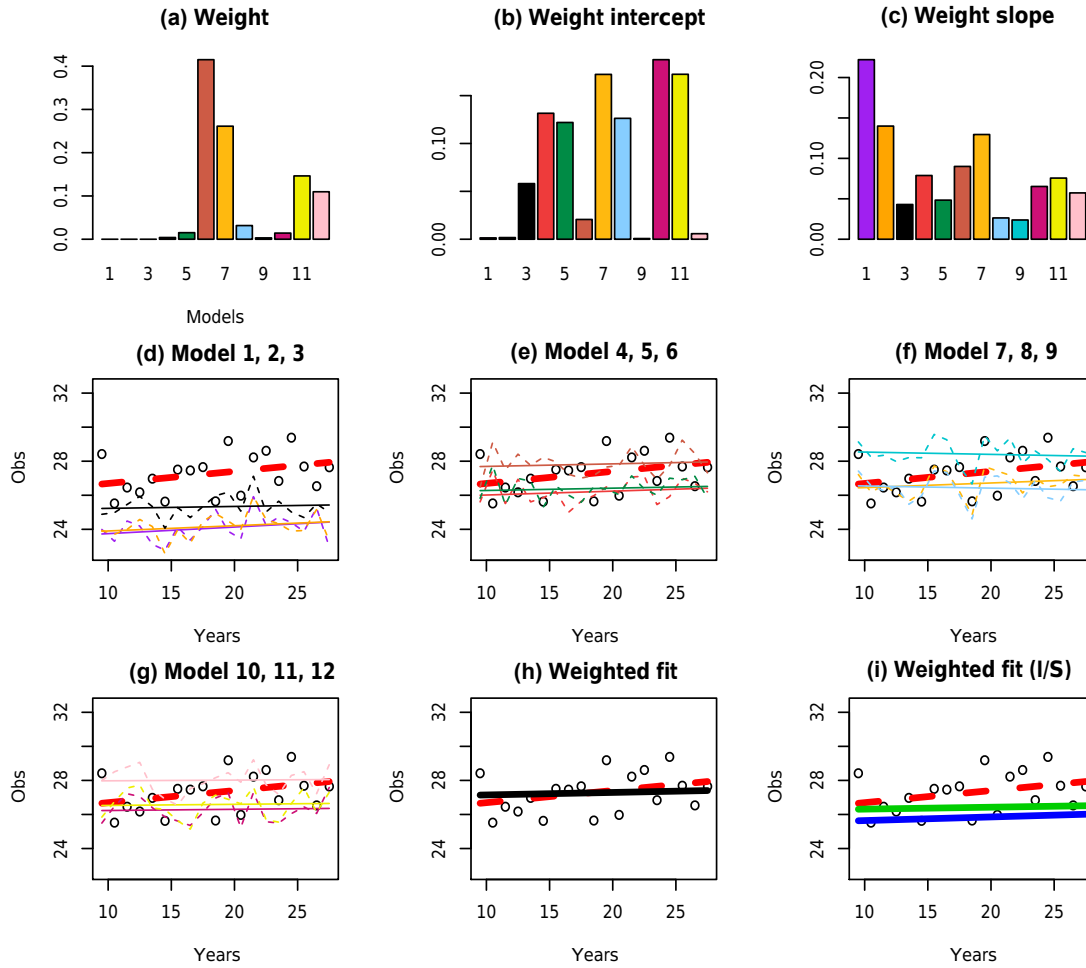 (a) Weight
(b) Weight intercept
(c) Weight slope
0.0 0.1 0.2 0.3 0.4
1 3 5 7 9 11
Models
0.00 0.10
1 3 5 7 9 11
0.00 0.10 0.20
1 3 5 7 9 11
(d) Model 1, 2, 3
(e) Model 4, 5, 6
(f) Model 7, 8, 9
Obs
24 28 32
10 15 20 25
Years
Obs
24 28 32
10 15 20 25
Years
Obs
24 28 32
10 15 20 25
Years
(g) Model 10, 11, 12
(h) Weighted fit
(i) Weighted fit (I/S)
Obs
24 28 32
10 15 20 25
Years
Obs
24 28 32
10 15 20 25
Years
Obs
24 28 32
10 15 20 25
Years